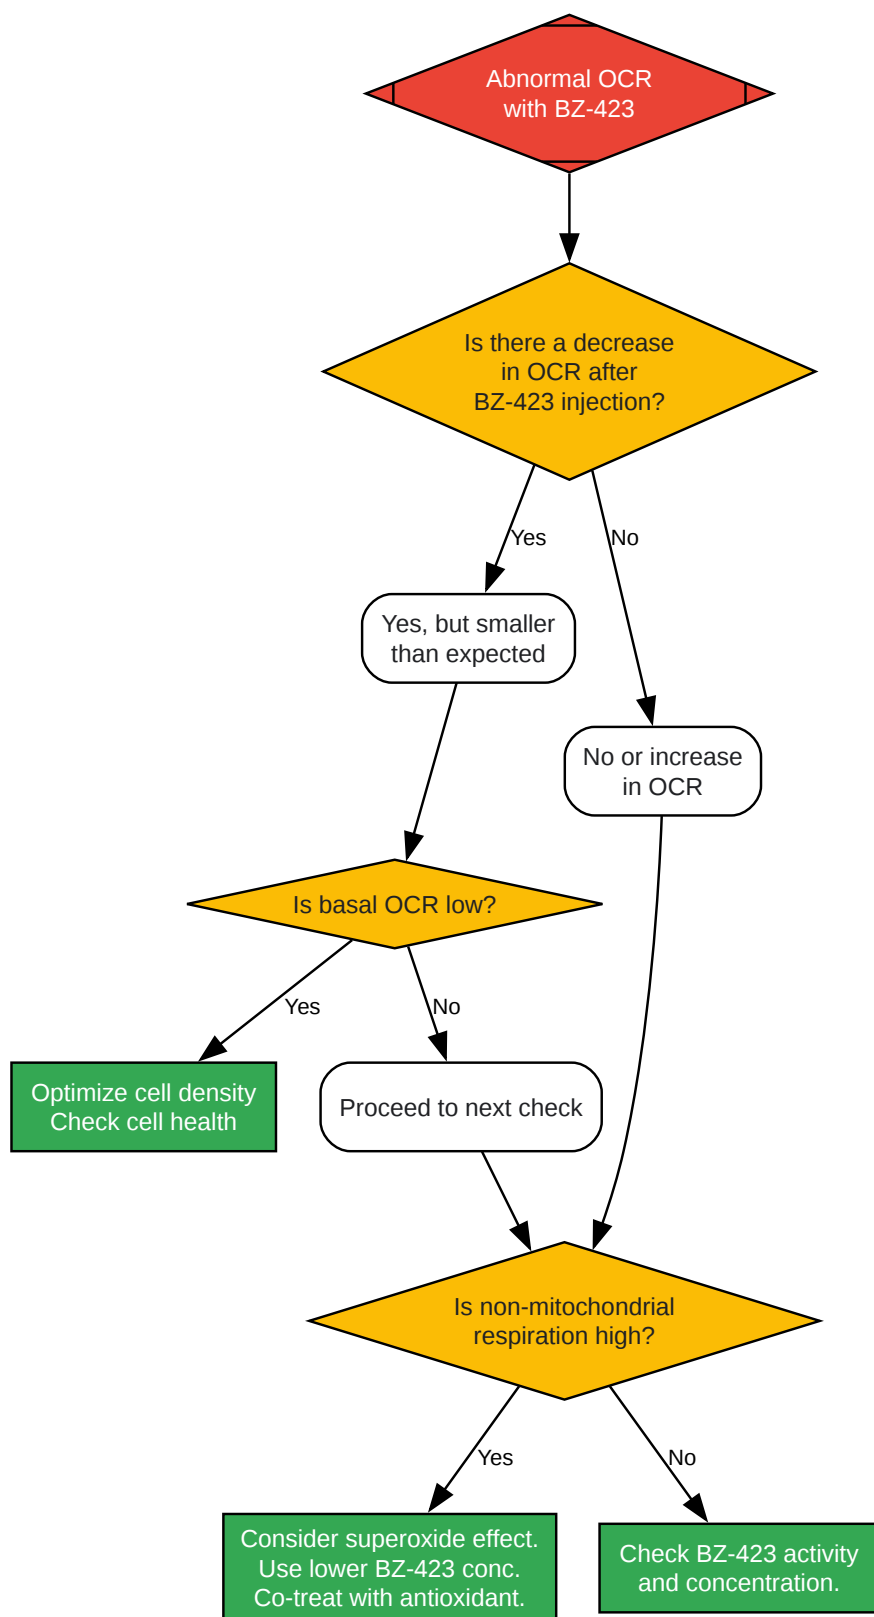 Abnormal OCR
with BZ-423
Is there a decrease
in OCR after
BZ-423 injection?
Yes
No
Yes, but smaller
than expected
No or increase
in OCR
Is basal OCR low?
Yes
No
Optimize cell density
Check cell health
Proceed to next check
Is non-mitochondrial
respiration high?
Yes
No
Consider superoxide effect.
Use lower BZ-423 conc.
Co-treat with antioxidant.
Check BZ-423 activity
and concentration.